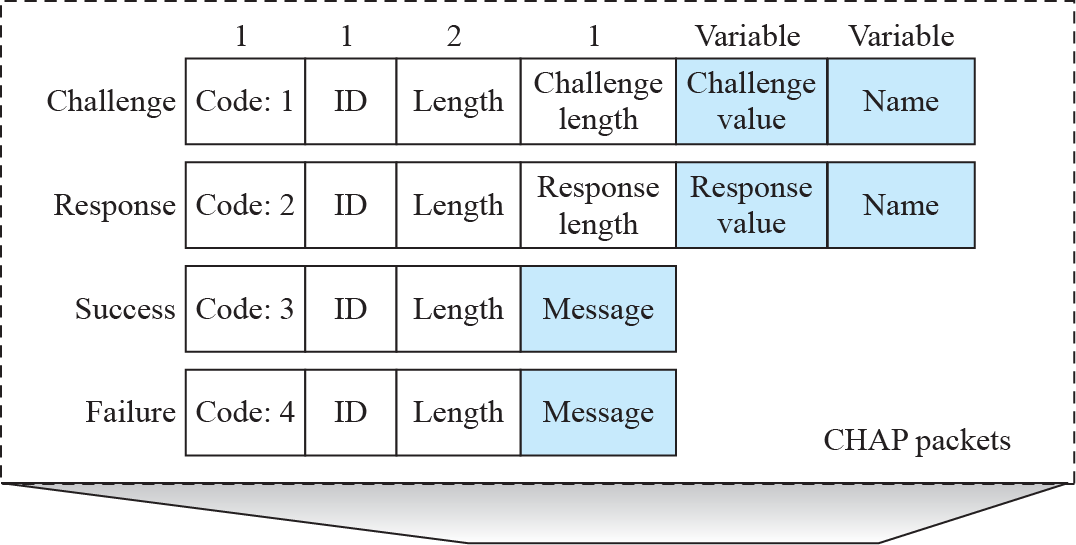 1 1 2 1 Variable Variable
Challenge Code: 1 ID Length Challenge length Challenge value Name
Response Code: 2 ID Length Response length Response value Name
Success Code: 3 ID Length Message
Failure Code: 4 ID Length Message
CHAP packets